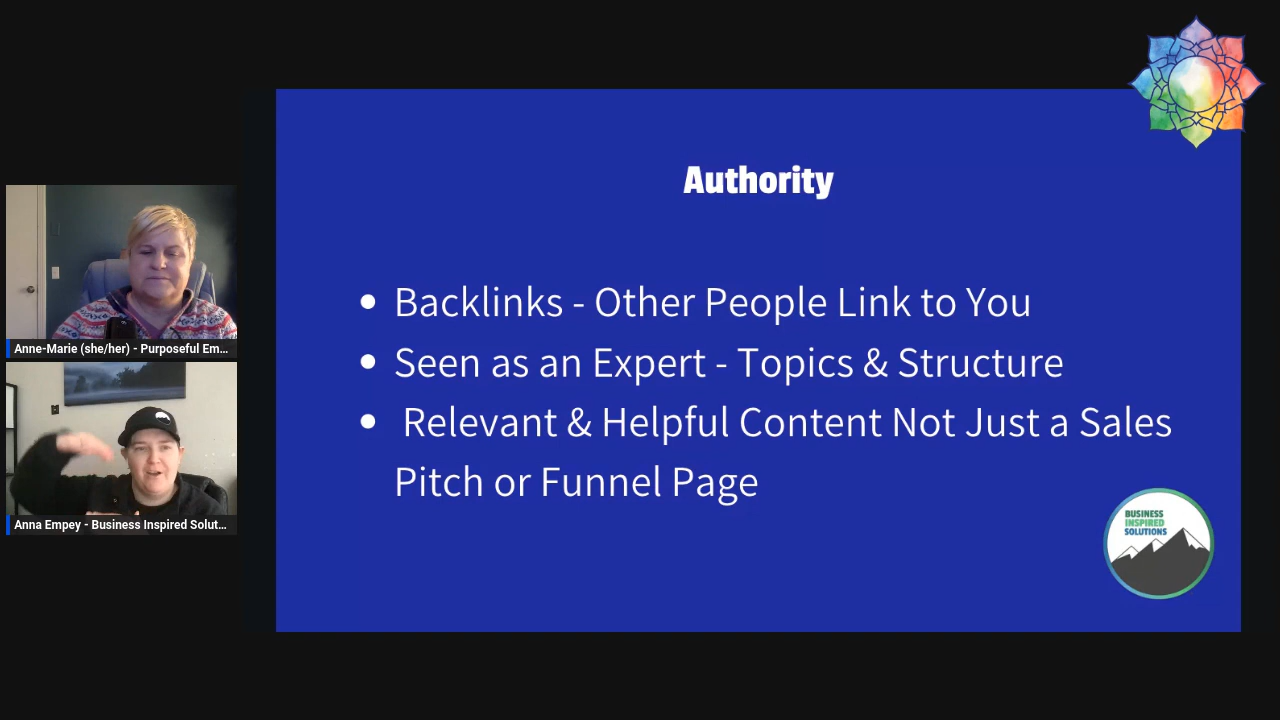 Authority
• Backlinks - Other People Link to You
• Seen as an Expert - Topics & Structure
• Relevant & Helpful Content Not Just a Sales
Pitch or Funnel Page
BUSINESS
INSPIRED
SOLUTIONS
Anne-Marie (she/her) - Purposeful Em...
Anna Empey - Business Inspired Solut...